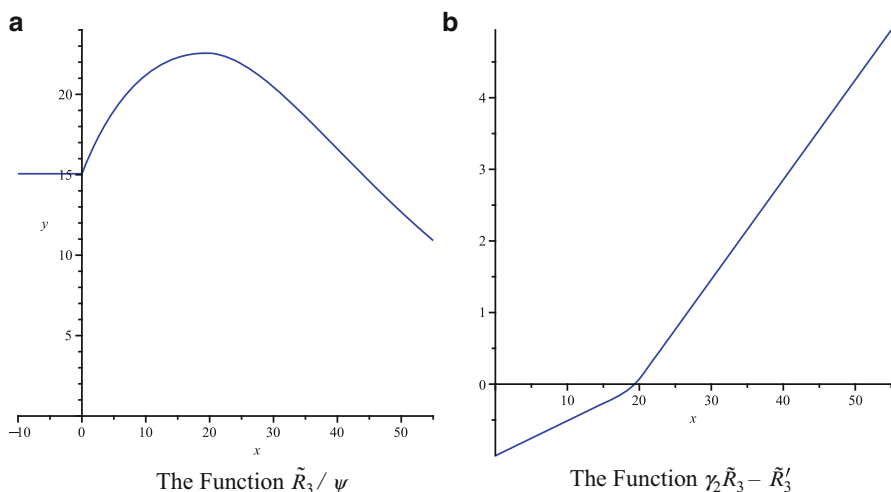 a
20
15
y
10
5
–10 0 10 20 30 40 50
x
The Function R̃₃ / ψ
b
4
3
2
1
0
10 20 30 40 50
x
The Function γ₂R̃₃ – R̃₃′